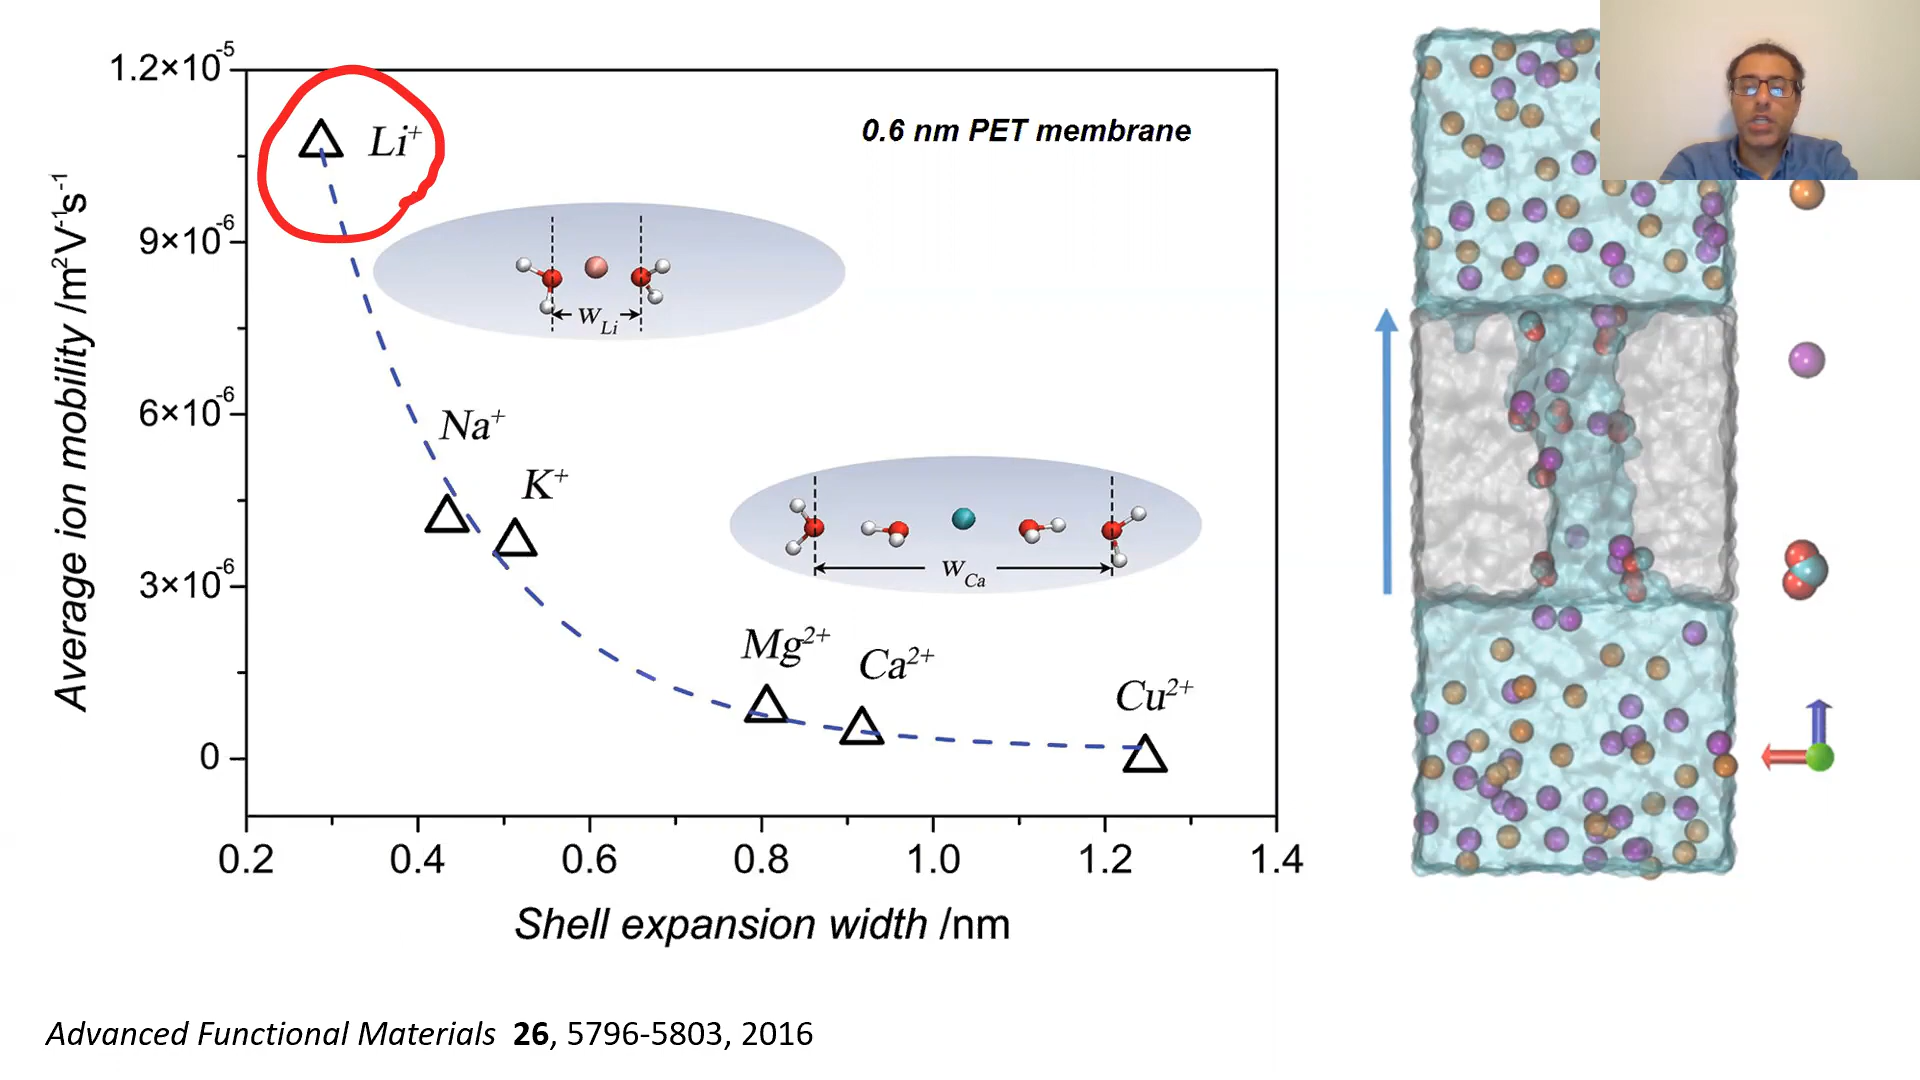 1.2×10⁻⁵
9×10⁻⁶
6×10⁻⁶
3×10⁻⁶
0
Average ion mobility /m²V⁻¹s⁻¹
0.6 nm PET membrane
Li⁺
W_Li
Na⁺
K⁺
W_Ca
Mg²⁺
Ca²⁺
Cu²⁺
0.2 0.4 0.6 0.8 1.0 1.2 1.4
Shell expansion width /nm
Advanced Functional Materials 26, 5796-5803, 2016